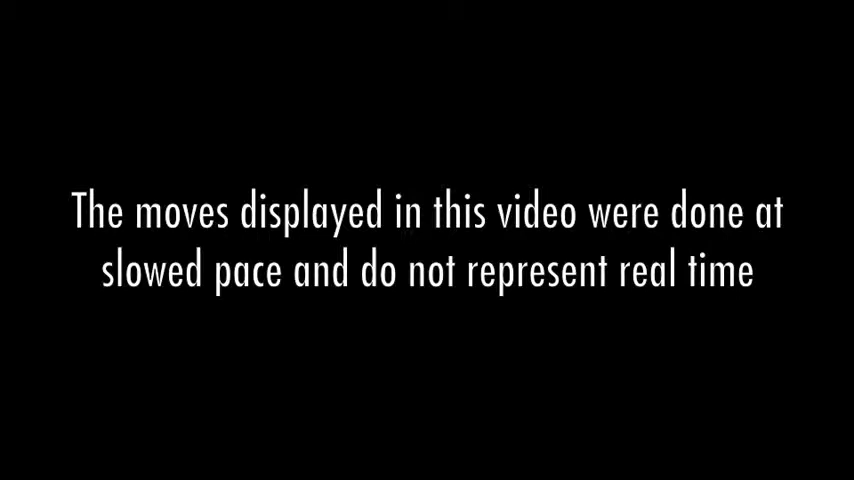 The moves displayed in this video were done at
slowed pace and do not represent real time